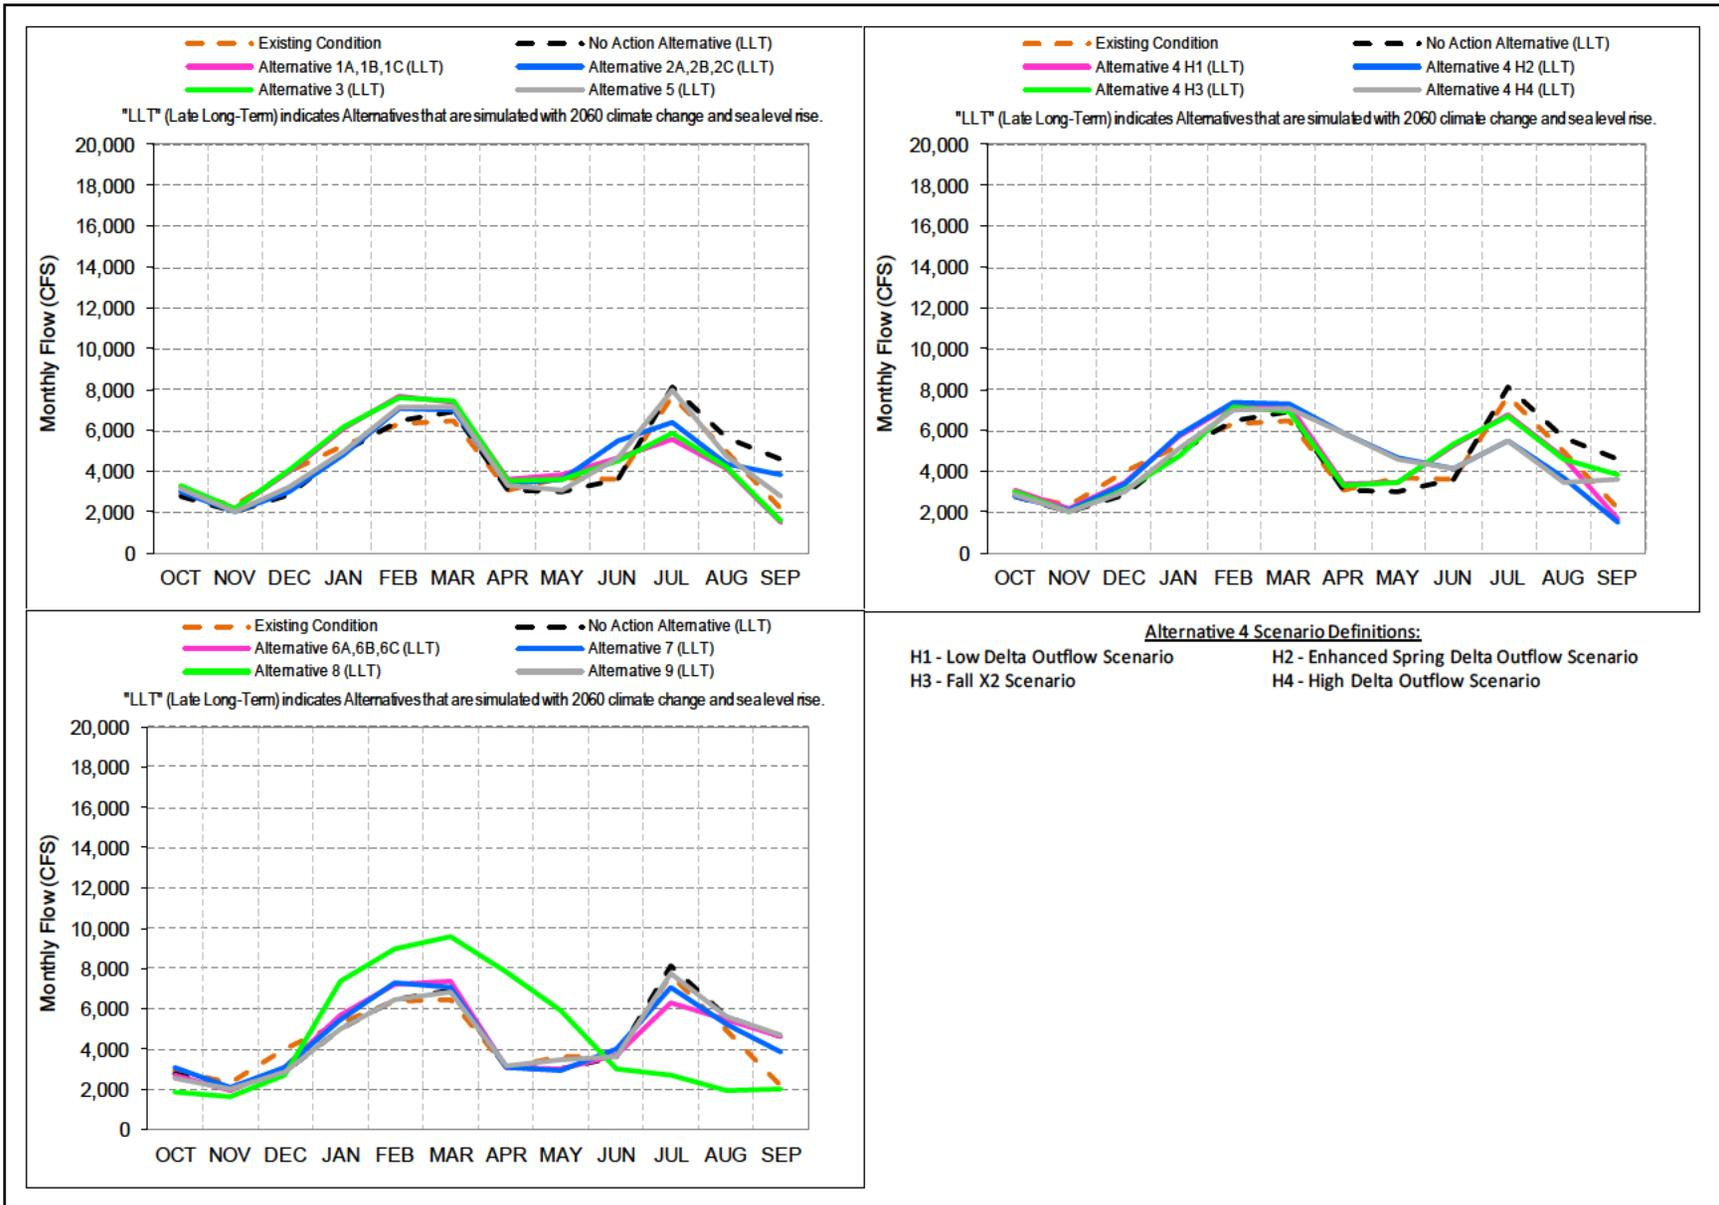 Existing Condition
No Action Alternative (LLT)
Alternative 1A,1B,1C (LLT)
Alternative 2A,2B,2C (LLT)
Alternative 3 (LLT)
Alternative 5 (LLT)
"LLT" (Late Long-Term) indicates Alternatives that are simulated with 2060 climate change and sea level rise.
Monthly Flow (CFS)
20,000
18,000
16,000
14,000
12,000
10,000
8,000
6,000
4,000
2,000
0
OCT NOV DEC JAN FEB MAR APR MAY JUN JUL AUG SEP
Existing Condition
No Action Alternative (LLT)
Alternative 4 H1 (LLT)
Alternative 4 H2 (LLT)
Alternative 4 H3 (LLT)
Alternative 4 H4 (LLT)
"LLT" (Late Long-Term) indicates Alternatives that are simulated with 2060 climate change and sea level rise.
Monthly Flow (CFS)
20,000
18,000
16,000
14,000
12,000
10,000
8,000
6,000
4,000
2,000
0
OCT NOV DEC JAN FEB MAR APR MAY JUN JUL AUG SEP
Existing Condition
No Action Alternative (LLT)
Alternative 6A,6B,6C (LLT)
Alternative 7 (LLT)
Alternative 8 (LLT)
Alternative 9 (LLT)
"LLT" (Late Long-Term) indicates Alternatives that are simulated with 2060 climate change and sea level rise.
Monthly Flow (CFS)
20,000
18,000
16,000
14,000
12,000
10,000
8,000
6,000
4,000
2,000
0
OCT NOV DEC JAN FEB MAR APR MAY JUN JUL AUG SEP
Alternative 4 Scenario Definitions:
H1 - Low Delta Outflow Scenario
H2 - Enhanced Spring Delta Outflow Scenario
H3 - Fall X2 Scenario
H4 - High Delta Outflow Scenario